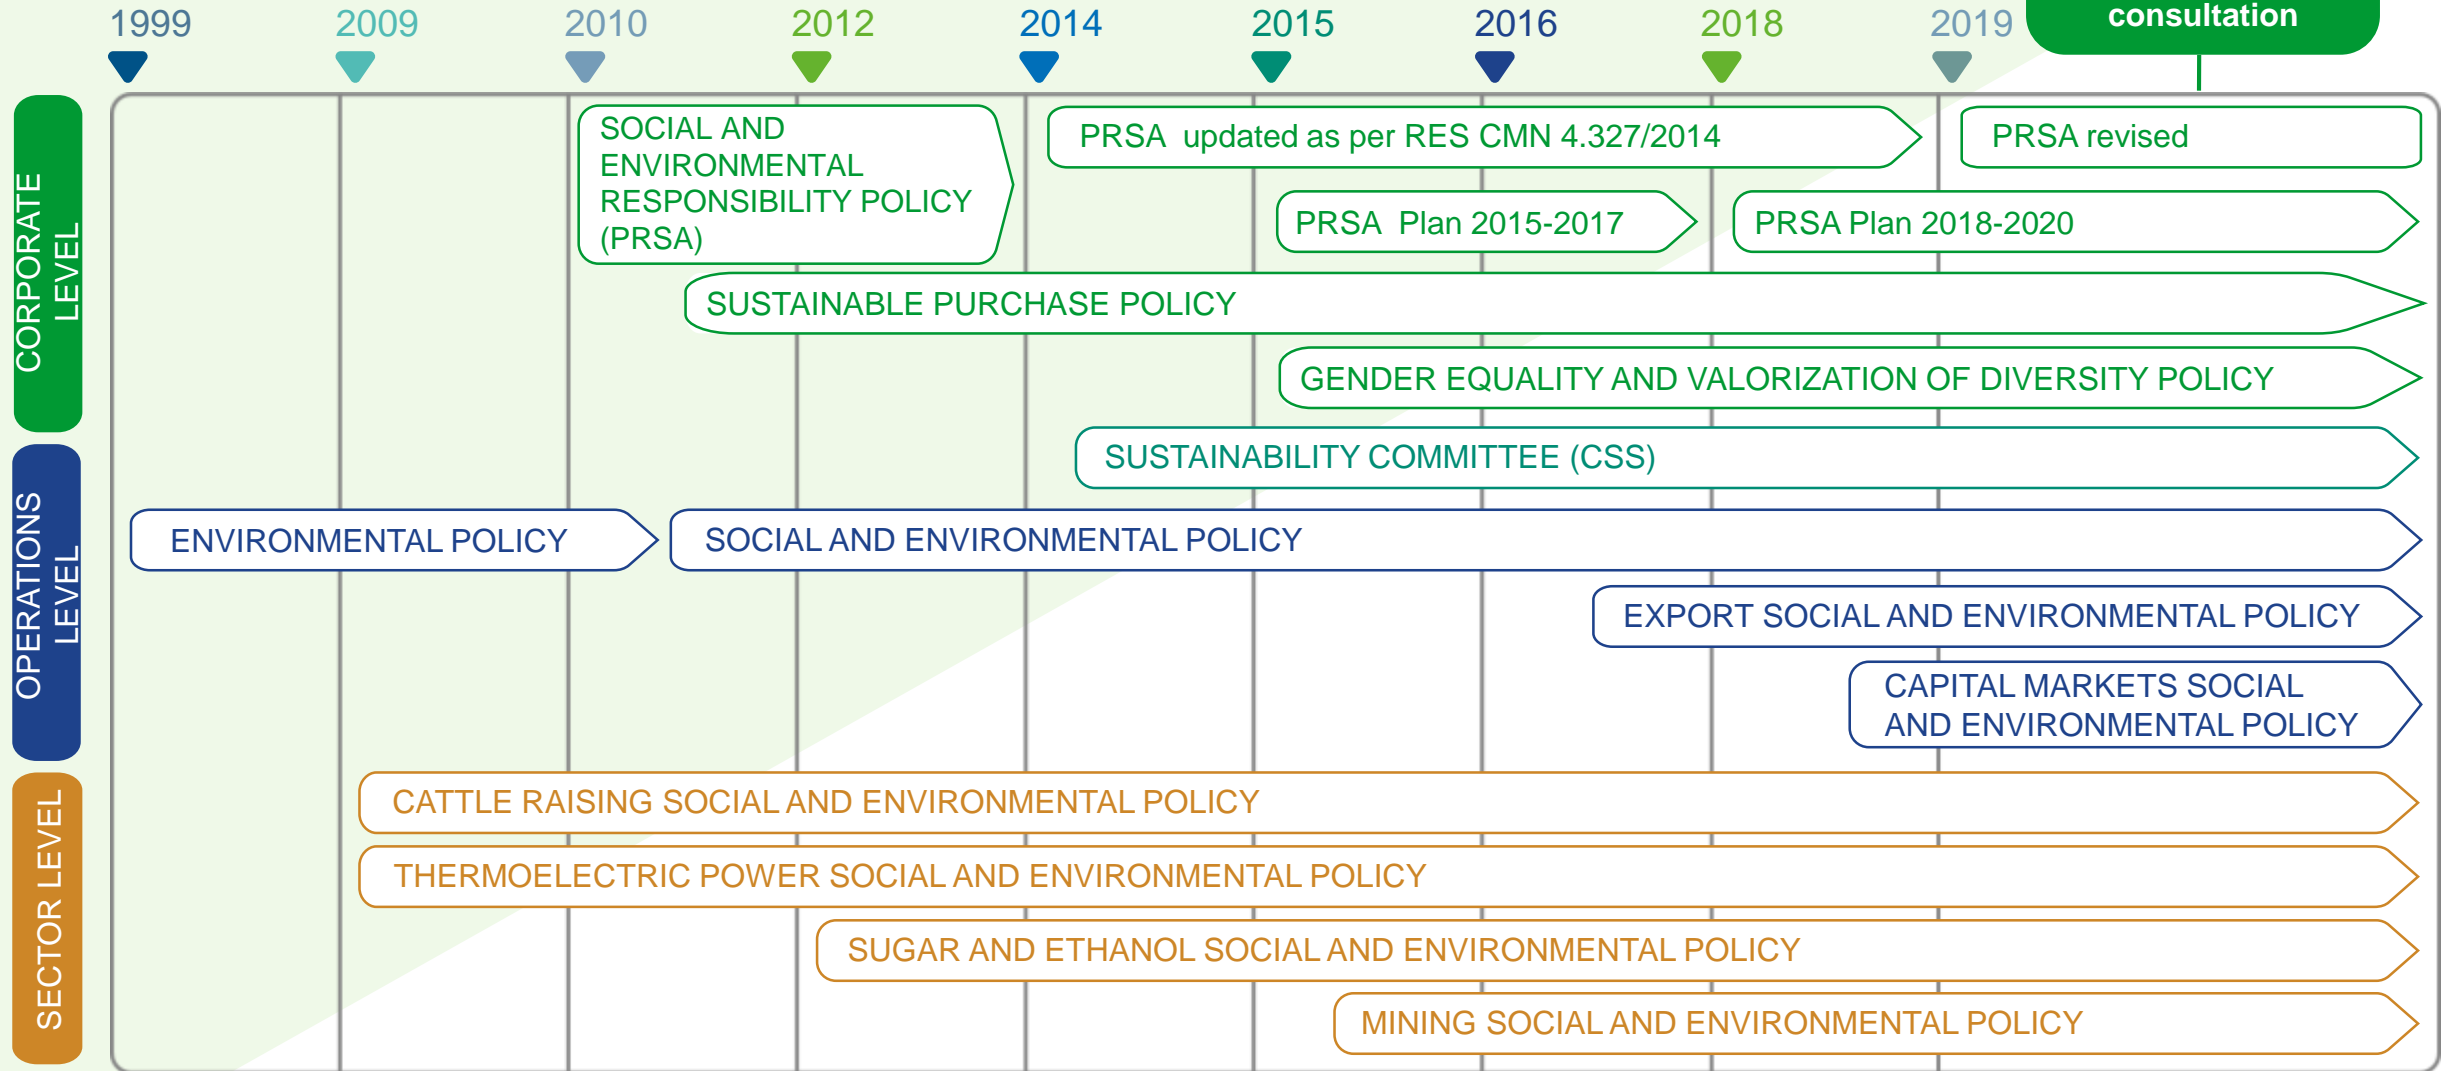 1999
2009
2010
2012
2014
2015
2016
2018
2019
consultation
CORPORATE
LEVEL
SOCIAL AND
ENVIRONMENTAL
RESPONSIBILITY POLICY
(PRSA)
PRSA updated as per RES CMN 4.327/2014
PRSA revised
PRSA Plan 2015-2017
PRSA Plan 2018-2020
SUSTAINABLE PURCHASE POLICY
GENDER EQUALITY AND VALORIZATION OF DIVERSITY POLICY
SUSTAINABILITY COMMITTEE (CSS)
OPERATIONS
LEVEL
ENVIRONMENTAL POLICY
SOCIAL AND ENVIRONMENTAL POLICY
EXPORT SOCIAL AND ENVIRONMENTAL POLICY
CAPITAL MARKETS SOCIAL
AND ENVIRONMENTAL POLICY
SECTOR LEVEL
CATTLE RAISING SOCIAL AND ENVIRONMENTAL POLICY
THERMOELECTRIC POWER SOCIAL AND ENVIRONMENTAL POLICY
SUGAR AND ETHANOL SOCIAL AND ENVIRONMENTAL POLICY
MINING SOCIAL AND ENVIRONMENTAL POLICY